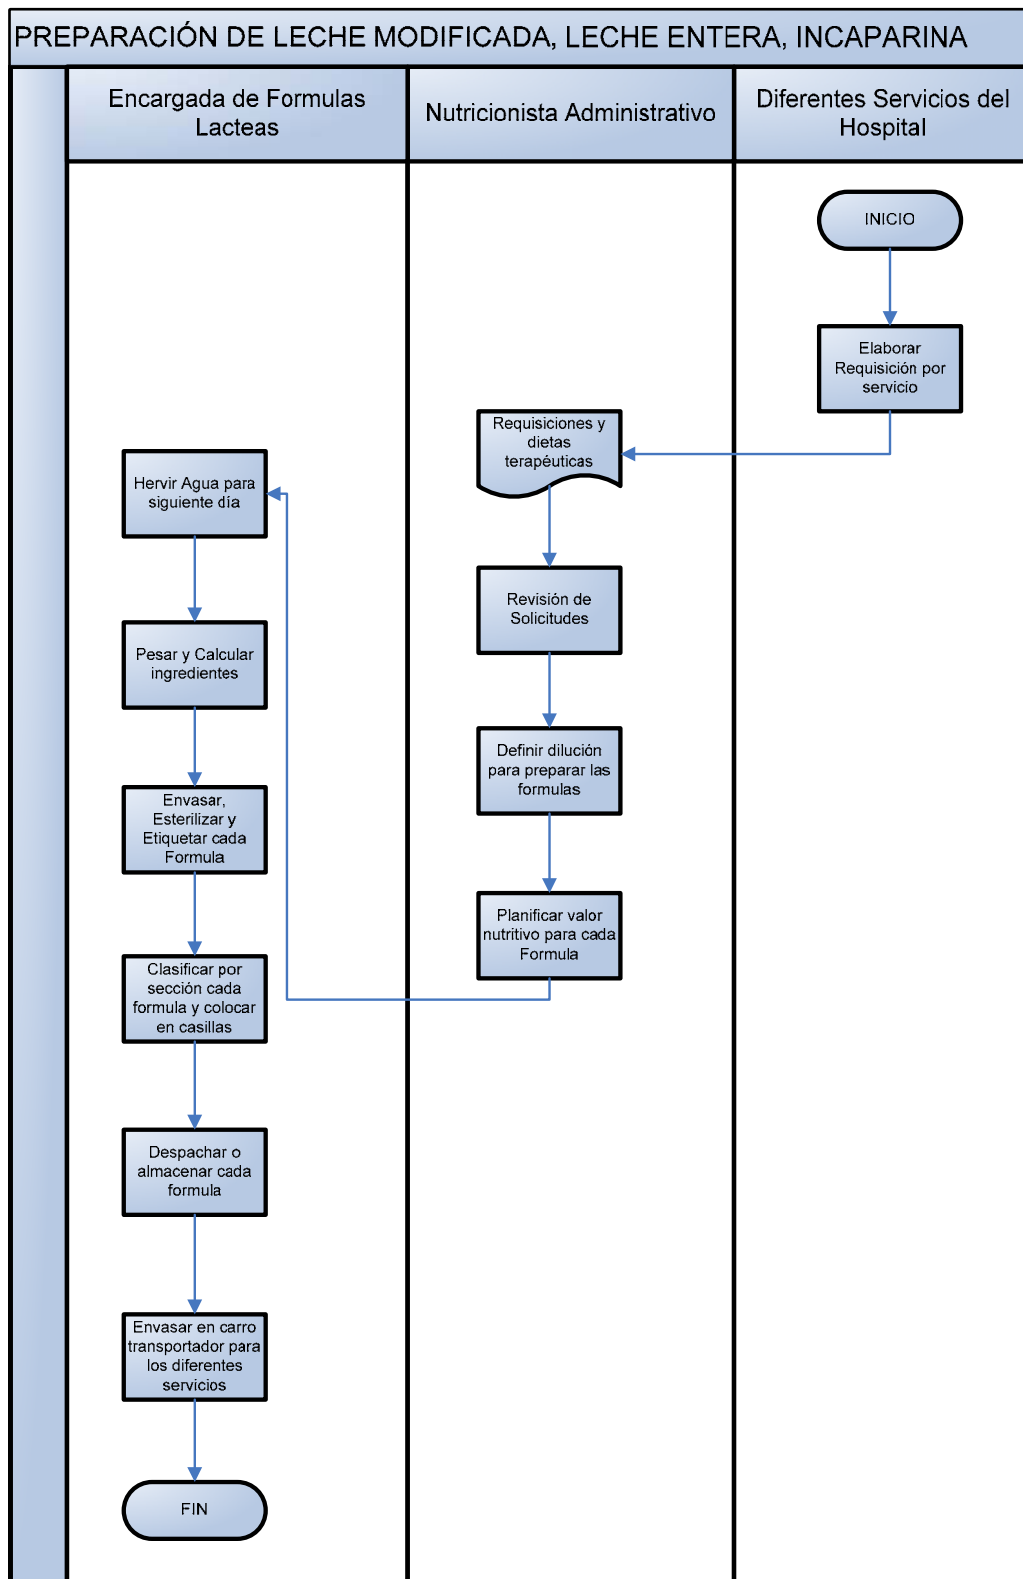 PREPARACIÓN DE LECHE MODIFICADA, LECHE ENTERA, INCAPARINA
Encargada de Formulas
Lacteas
Nutricionista Administrativo
Diferentes Servicios del
Hospital
INICIO
Elaborar
Requisición por
servicio
Requisiciones y
dietas
terapéuticas
Revisión de
Solicitudes
Definir dilución
para preparar las
formulas
Planificar valor
nutritivo para cada
Formula
Hervir Agua para
siguiente día
Pesar y Calcular
ingredientes
Envasar,
Esterilizar y
Etiquetar cada
Formula
Clasificar por
sección cada
formula y colocar
en casillas
Despachar o
almacenar cada
formula
Envasar en carro
transportador para
los diferentes
servicios
FIN